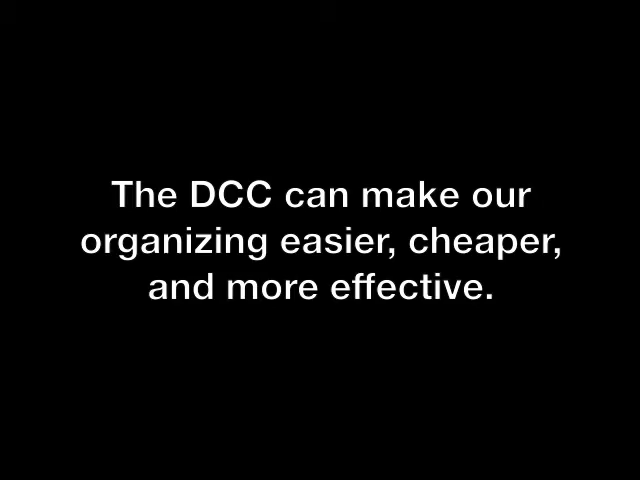 The DCC can make our
organizing easier, cheaper,
and more effective.